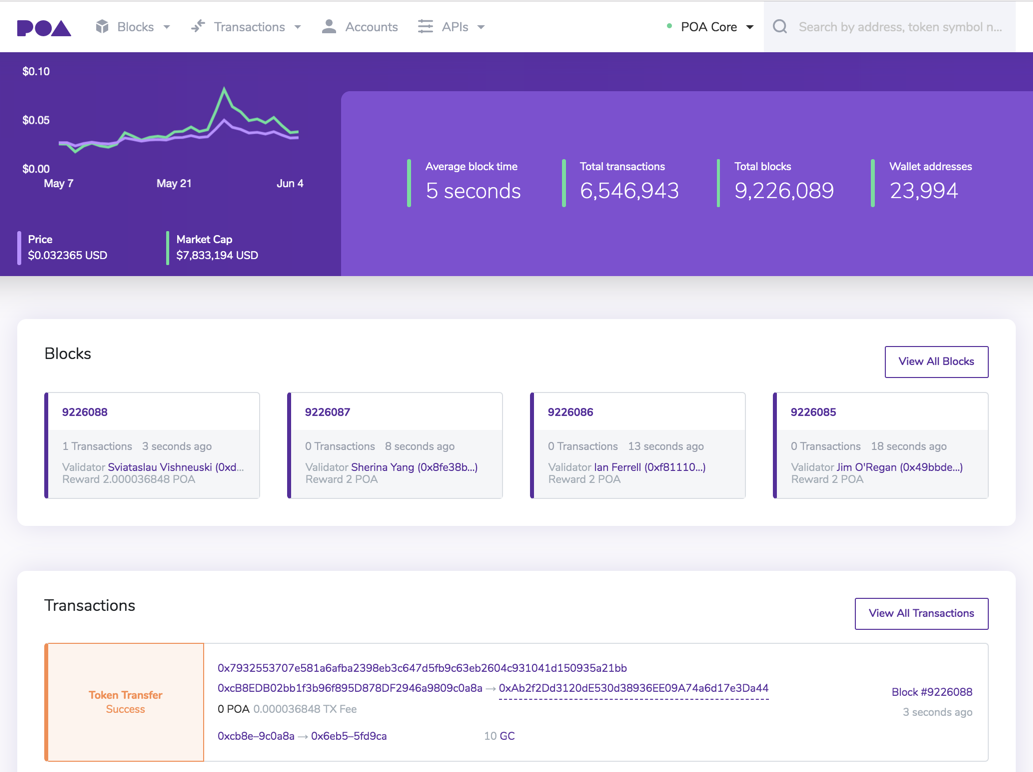 POA
Blocks
Transactions
Accounts
APIs
POA Core
Search by address, token symbol n...
$0.10
$0.05
$0.00
May 7
May 21
Jun 4
Price
$0.032365 USD
Market Cap
$7,833,194 USD
Average block time
5 seconds
Total transactions
6,546,943
Total blocks
9,226,089
Wallet addresses
23,994
Blocks
View All Blocks
9226088
1 Transactions 3 seconds ago
Validator Sviataslau Vishneuski (0xd...
Reward 2.000036848 POA
9226087
0 Transactions 8 seconds ago
Validator Sherina Yang (0x8fe38b...)
Reward 2 POA
9226086
0 Transactions 13 seconds ago
Validator Ian Ferrell (0xf81110...)
Reward 2 POA
9226085
0 Transactions 18 seconds ago
Validator Jim O'Regan (0x49bbde...)
Reward 2 POA
Transactions
View All Transactions
Token Transfer
Success
0x7932553707e581a6afba2398eb3c647d5fb9c63eb2604c931041d150935a21bb
0xcB8EDB02bb1f3b96f895D878DF2946a9809c0a8a → 0xAb2f2Dd3120dE530d38936EE09A74a6d17e3Da44
0 POA 0.000036848 TX Fee
0xcb8e–9c0a8a → 0x6eb5–5fd9ca
10 GC
Block #9226088
3 seconds ago